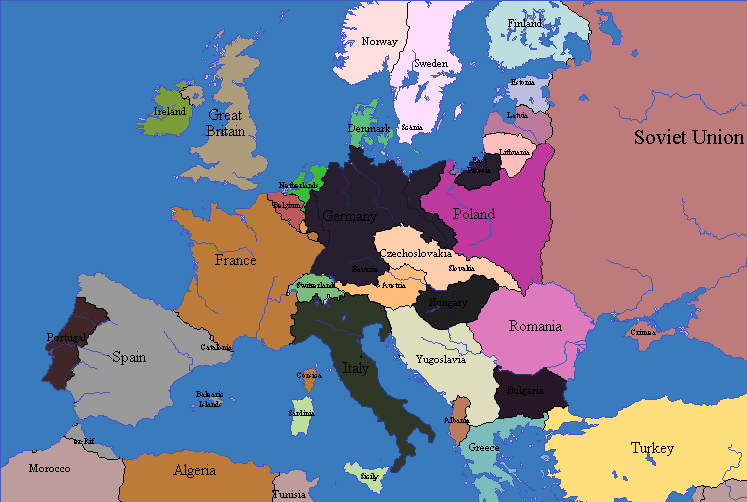 Finland
Norway
Sweden
Estonia
Ireland
Great
Britain
Latvia
Denmark
Scania
Soviet Union
Lithuania
East
Prussia
Netherlands
Belgium
Germany
Poland
France
Czechoslovakia
Bavaria
Slovakia
Switzerland
Austria
Hungary
Romania
Crimea
Portugal
Spain
Catalonia
Italy
Yugoslavia
Corsica
Bulgaria
Balearic
Islands
Sardinia
Albania
er-Rif
Greece
Turkey
Morocco
Algeria
Sicily
Tunisia